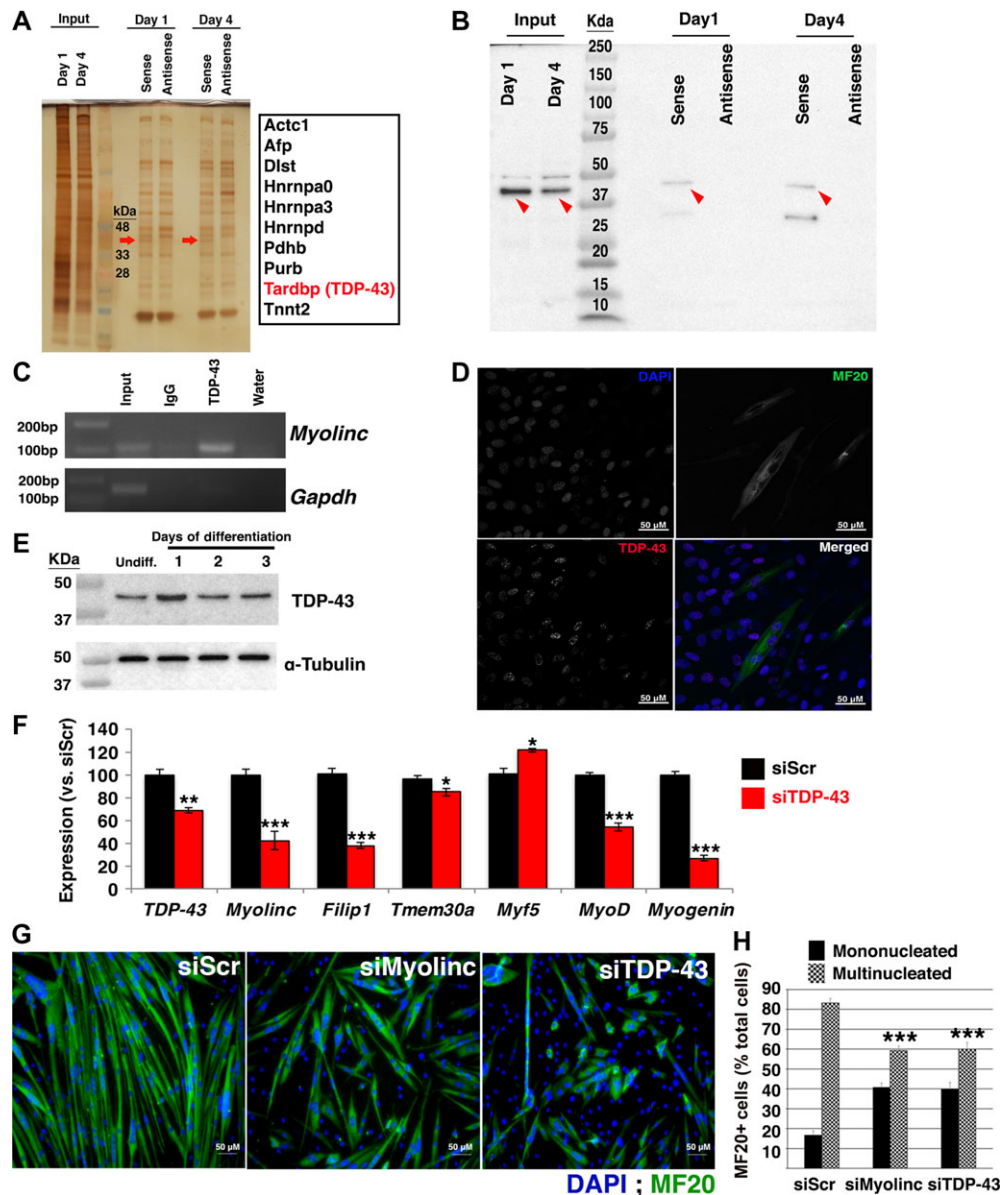 A
Input
Day 1
Day 4
Day 1
Day 4
Sense
Antisense
Sense
Antisense
kDa
48
33
28
Actc1
Afp
Dlst
Hnrnpa0
Hnrnpa3
Hnrnpd
Pdhb
Purb
Tardbp (TDP-43)
Tnnt2
B
Input
Kda
Day1
Day4
Day 1
Day 4
Sense
Antisense
Sense
Antisense
250
150
100
75
50
37
25
20
15
10
C
Input
IgG
TDP-43
Water
200bp
100bp
Myolinc
200bp
100bp
Gapdh
D
DAPI
50 µM
MF20
50 µM
TDP-43
50 µM
Merged
50 µM
E
Days of differentiation
KDa
Undiff.
1
2
3
50
37
TDP-43
50
37
α-Tubulin
F
Expression (vs. siScr)
140
120
100
80
60
40
20
0
**
***
***
*
*
***
***
TDP-43
Myolinc
Filip1
Tmem30a
Myf5
MyoD
Myogenin
siScr
siTDP-43
G
siScr
50 µM
siMyolinc
50 µM
siTDP-43
50 µM
DAPI ; MF20
H
Mononucleated
Multinucleated
MF20+ cells (% total cells)
90
80
70
60
50
40
30
20
10
***
***
siScr
siMyolinc
siTDP-43